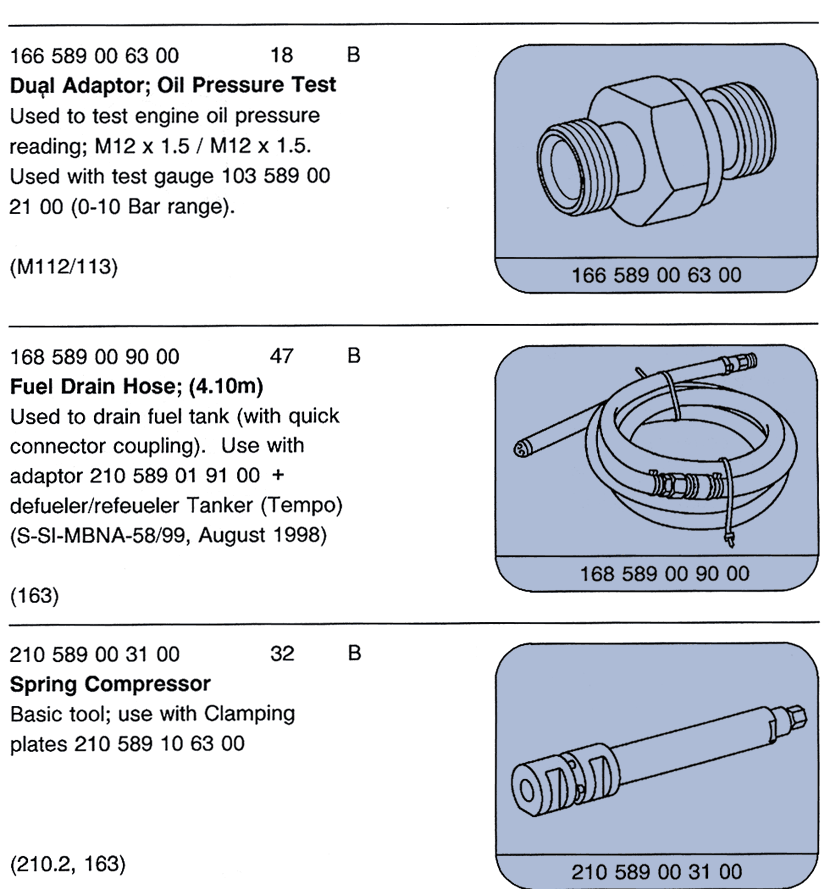 166 589 00 63 00 18 B
Dual Adaptor; Oil Pressure Test
Used to test engine oil pressure
reading; M12 x 1.5 / M12 x 1.5.
Used with test gauge 103 589 00
21 00 (0-10 Bar range).
(M112/113)
166 589 00 63 00
168 589 00 90 00 47 B
Fuel Drain Hose; (4.10m)
Used to drain fuel tank (with quick
connector coupling). Use with
adaptor 210 589 01 91 00 +
defueler/refeueler Tanker (Tempo)
(S-SI-MBNA-58/99, August 1998)
(163)
168 589 00 90 00
210 589 00 31 00 32 B
Spring Compressor
Basic tool; use with Clamping
plates 210 589 10 63 00
(210.2, 163)
210 589 00 31 00